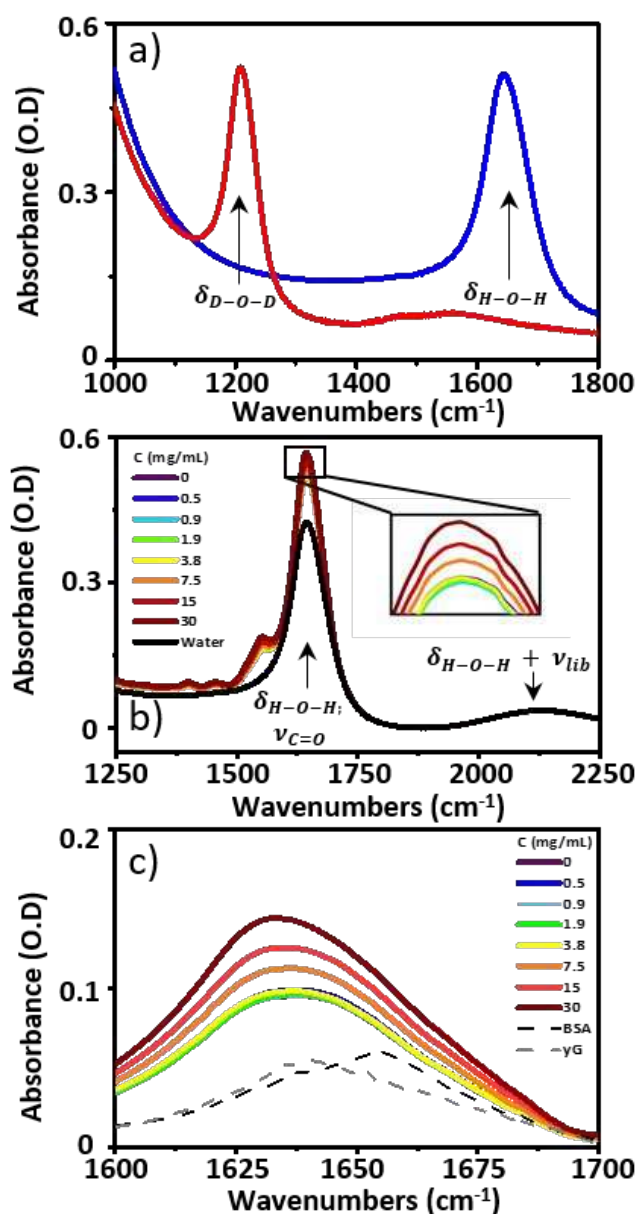 a)
0.6
0.3
0
Absorbance (O.D)
δD−O−D
δH−O−H
1000 1200 1400 1600 1800
Wavenumbers (cm-1)
0.6
0.3
0
Absorbance (O.D)
C (mg/mL)
0
0.5
0.9
1.9
3.8
7.5
15
30
Water
δH−O−H + νlib
δH−O−H;
νC=O
b)
1250 1500 1750 2000 2250
Wavenumbers (cm-1)
c)
0.2
0.1
0
Absorbance (O.D)
C (mg/mL)
0
0.5
0.9
1.9
3.8
7.5
15
30
BSA
yG
1600 1625 1650 1675 1700
Wavenumbers (cm-1)